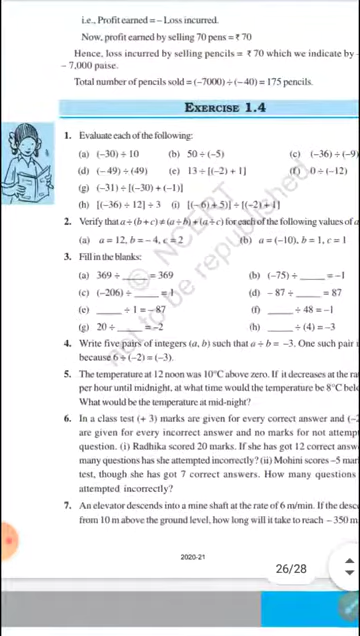 i.e., Profit earned = – Loss incurred.
Now, profit earned by selling 70 pens = ₹ 70
Hence, loss incurred by selling pencils = ₹ 70 which we indicate by –
– 7,000 paise.
Total number of pencils sold = (–7000) ÷ (– 40) = 175 pencils.
EXERCISE 1.4
1. Evaluate each of the following:
(a) (–30) ÷ 10 (b) 50 ÷ (–5) (c) (–36) ÷ (–9)
(d) (– 49) ÷ (49) (e) 13 ÷ [(–2) + 1] (f) 0 ÷ (–12)
(g) (–31) ÷ [(–30) + (–1)]
(h) [(–36) ÷ 12] ÷ 3 (i) [(–6) + 5)] ÷ [(–2) + 1]
2. Verify that a ÷ (b + c) ≠ (a ÷ b) + (a ÷ c) for each of the following values of a
(a) a = 12, b = – 4, c = 2 (b) a = (–10), b = 1, c = 1
3. Fill in the blanks:
(a) 369 ÷ _____ = 369 (b) (–75) ÷ _____ = –1
(c) (–206) ÷ _____ = 1 (d) – 87 ÷ _____ = 87
(e) _____ ÷ 1 = – 87 (f) _____ ÷ 48 = –1
(g) 20 ÷ _____ = –2 (h) _____ ÷ (4) = –3
4. Write five pairs of integers (a, b) such that a ÷ b = –3. One such pair
because 6 ÷ (–2) = (–3).
5. The temperature at 12 noon was 10°C above zero. If it decreases at the ra
per hour until midnight, at what time would the temperature be 8°C bel
What would be the temperature at mid-night?
6. In a class test (+ 3) marks are given for every correct answer and (–2
are given for every incorrect answer and no marks for not attemp
question. (i) Radhika scored 20 marks. If she has got 12 correct answ
many questions has she attempted incorrectly? (ii) Mohini scores –5 mar
test, though she has got 7 correct answers. How many questions
attempted incorrectly?
7. An elevator descends into a mine shaft at the rate of 6 m/min. If the desc
from 10 m above the ground level, how long will it take to reach – 350 m
2020-21
26/28
© NCERT
not to be republished